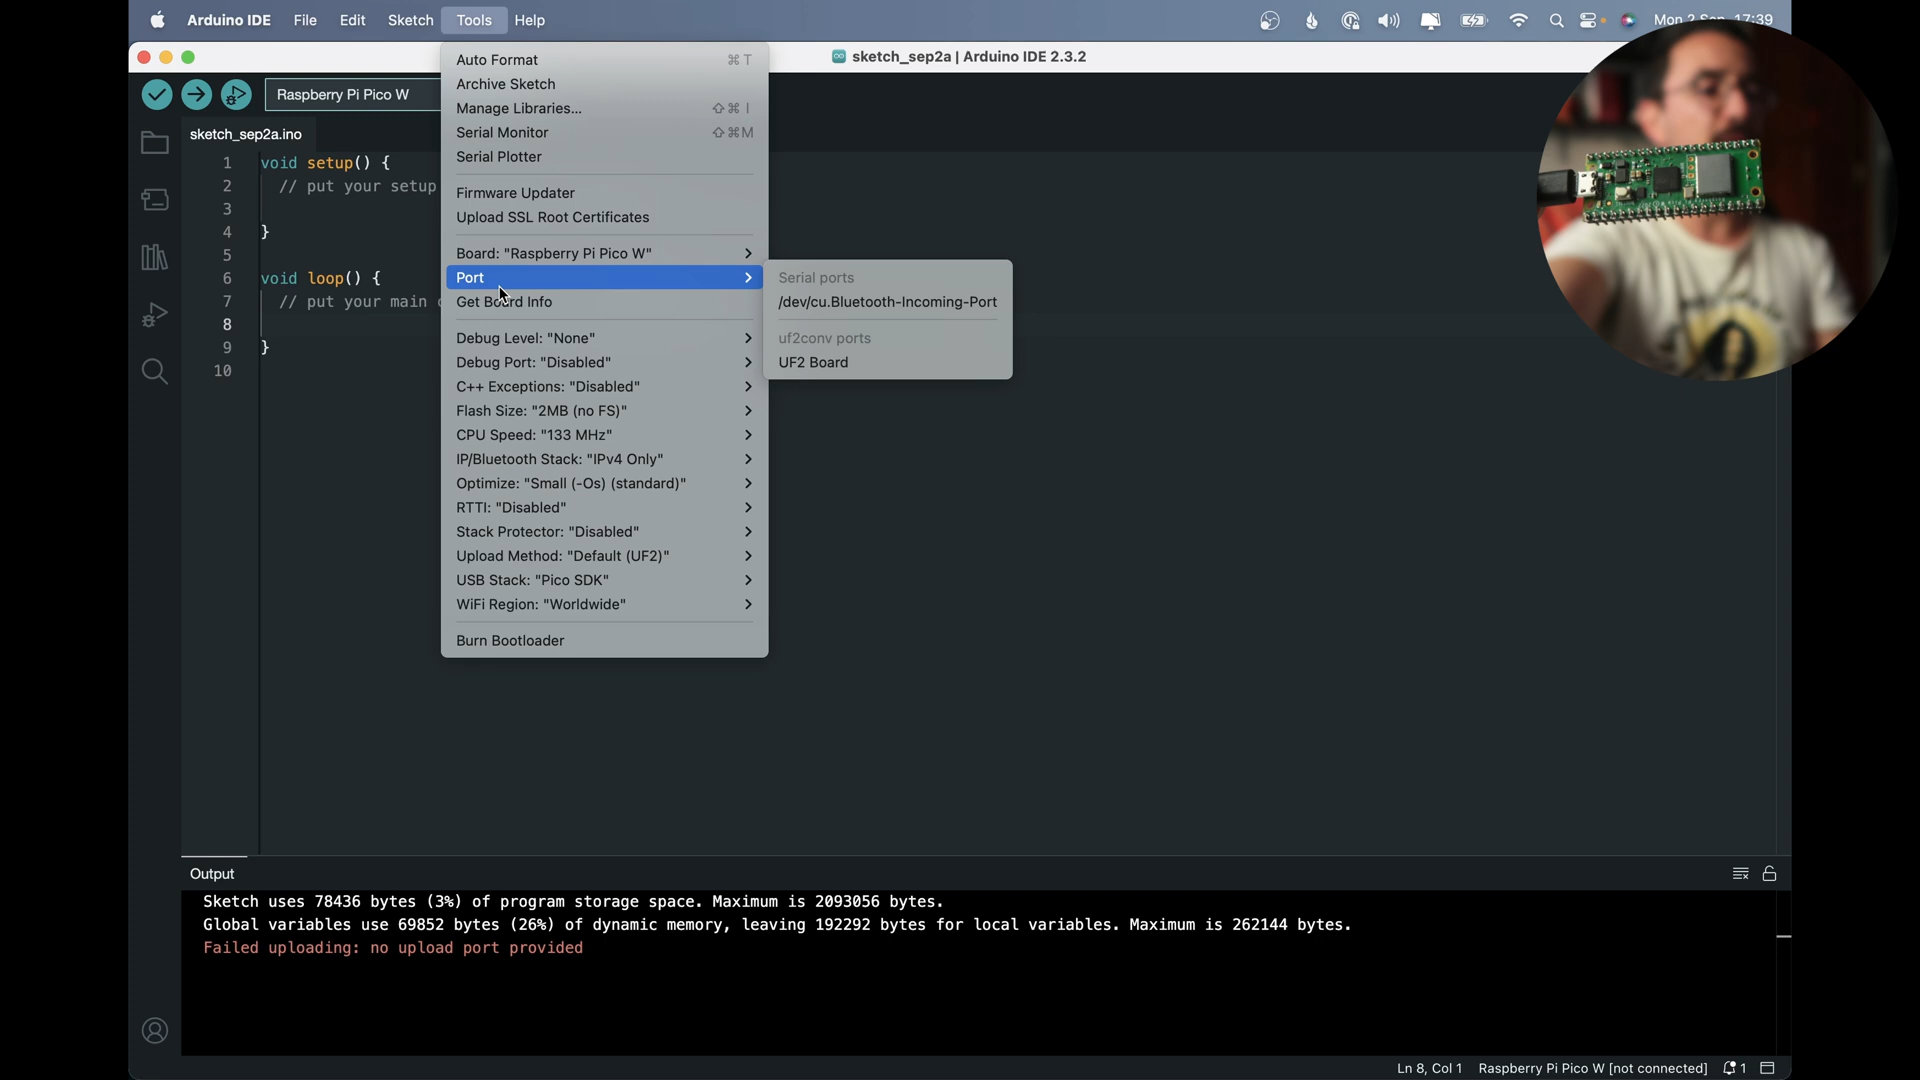 Arduino IDE File Edit Sketch Tools Help
sketch_sep2a | Arduino IDE 2.3.2
Raspberry Pi Pico W
sketch_sep2a.ino
1 void setup() {
2 // put your setup
3
4 }
5
6 void loop() {
7 // put your main
8
9 }
10
Auto Format ⌘ T
Archive Sketch
Manage Libraries... ⇧ ⌘ I
Serial Monitor ⇧ ⌘ M
Serial Plotter
Firmware Updater
Upload SSL Root Certificates
Board: "Raspberry Pi Pico W"
Port
Get Board Info
Debug Level: "None"
Debug Port: "Disabled"
C++ Exceptions: "Disabled"
Flash Size: "2MB (no FS)"
CPU Speed: "133 MHz"
IP/Bluetooth Stack: "IPv4 Only"
Optimize: "Small (-Os) (standard)"
RTTI: "Disabled"
Stack Protector: "Disabled"
Upload Method: "Default (UF2)"
USB Stack: "Pico SDK"
WiFi Region: "Worldwide"
Burn Bootloader
Serial ports
/dev/cu.Bluetooth-Incoming-Port
uf2conv ports
UF2 Board
Output
Sketch uses 78436 bytes (3%) of program storage space. Maximum is 2093056 bytes.
Global variables use 69852 bytes (26%) of dynamic memory, leaving 192292 bytes for local variables. Maximum is 262144 bytes.
Failed uploading: no upload port provided
Ln 8, Col 1 Raspberry Pi Pico W [not connected] 1
Mon 2 Sep 17:39